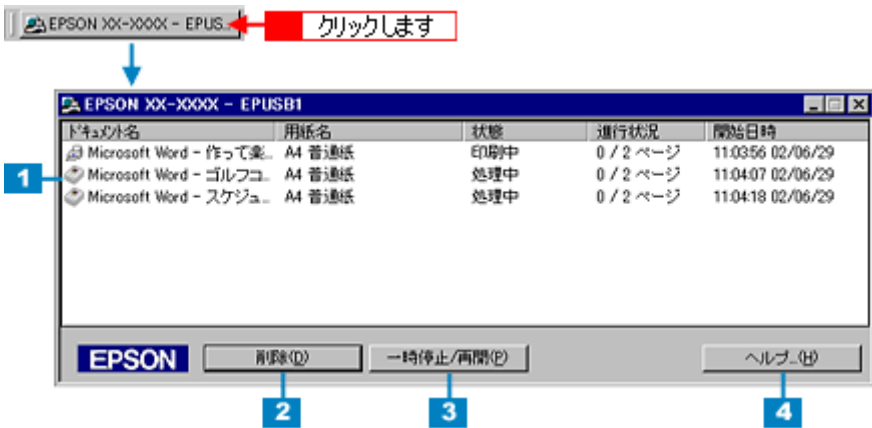 EPSON XX-XXXX - EPUS...
クリックします
EPSON XX-XXXX - EPUSB1
ドキュメント名 用紙名 状態 進行状況 開始日時
Microsoft Word - 作って楽... A4 普通紙 印刷中 0 / 2 ページ 11:03:56 02/06/29
1
Microsoft Word - ゴルフコ... A4 普通紙 処理中 0 / 2 ページ 11:04:07 02/06/29
Microsoft Word - スケジュ... A4 普通紙 処理中 0 / 2 ページ 11:04:18 02/06/29
EPSON 削除(D) 一時停止/再開(P) ヘルプ...(H)
2 3 4